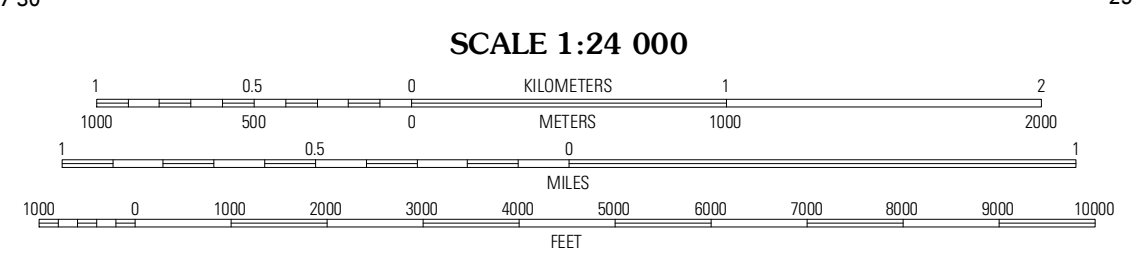 SCALE 1:24 000
1 0.5 0 KILOMETERS 1 2
1000 500 0 METERS 1000 2000
1 0.5 0 1
MILES
1000 0 1000 2000 3000 4000 5000 6000 7000 8000 9000 10000
FEET